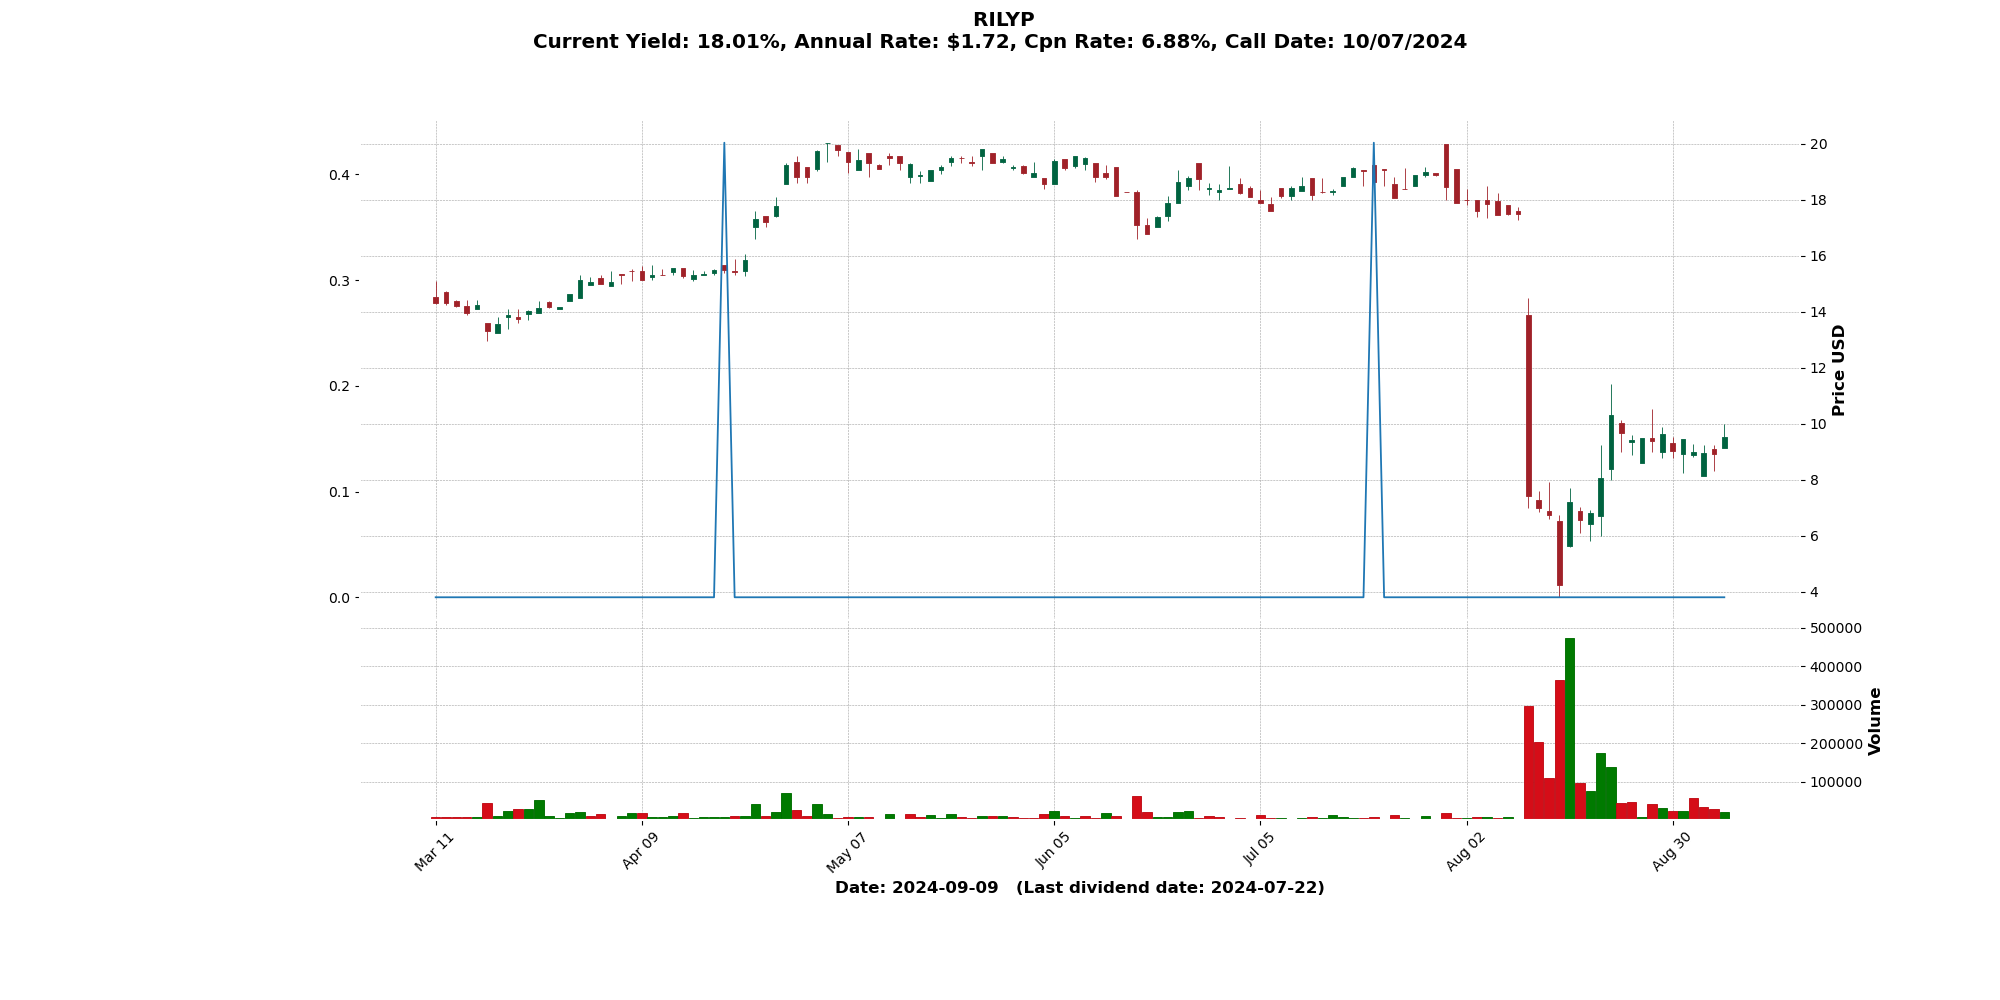 RILYP
Current Yield: 18.01%, Annual Rate: $1.72, Cpn Rate: 6.88%, Call Date: 10/07/2024
0.4
0.3
0.2
0.1
0.0
20
18
16
14
12
10
8
6
4
Price USD
500000
400000
300000
200000
100000
Volume
Mar 11
Apr 09
May 07
Jun 05
Jul 05
Aug 02
Aug 30
Date: 2024-09-09   (Last dividend date: 2024-07-22)